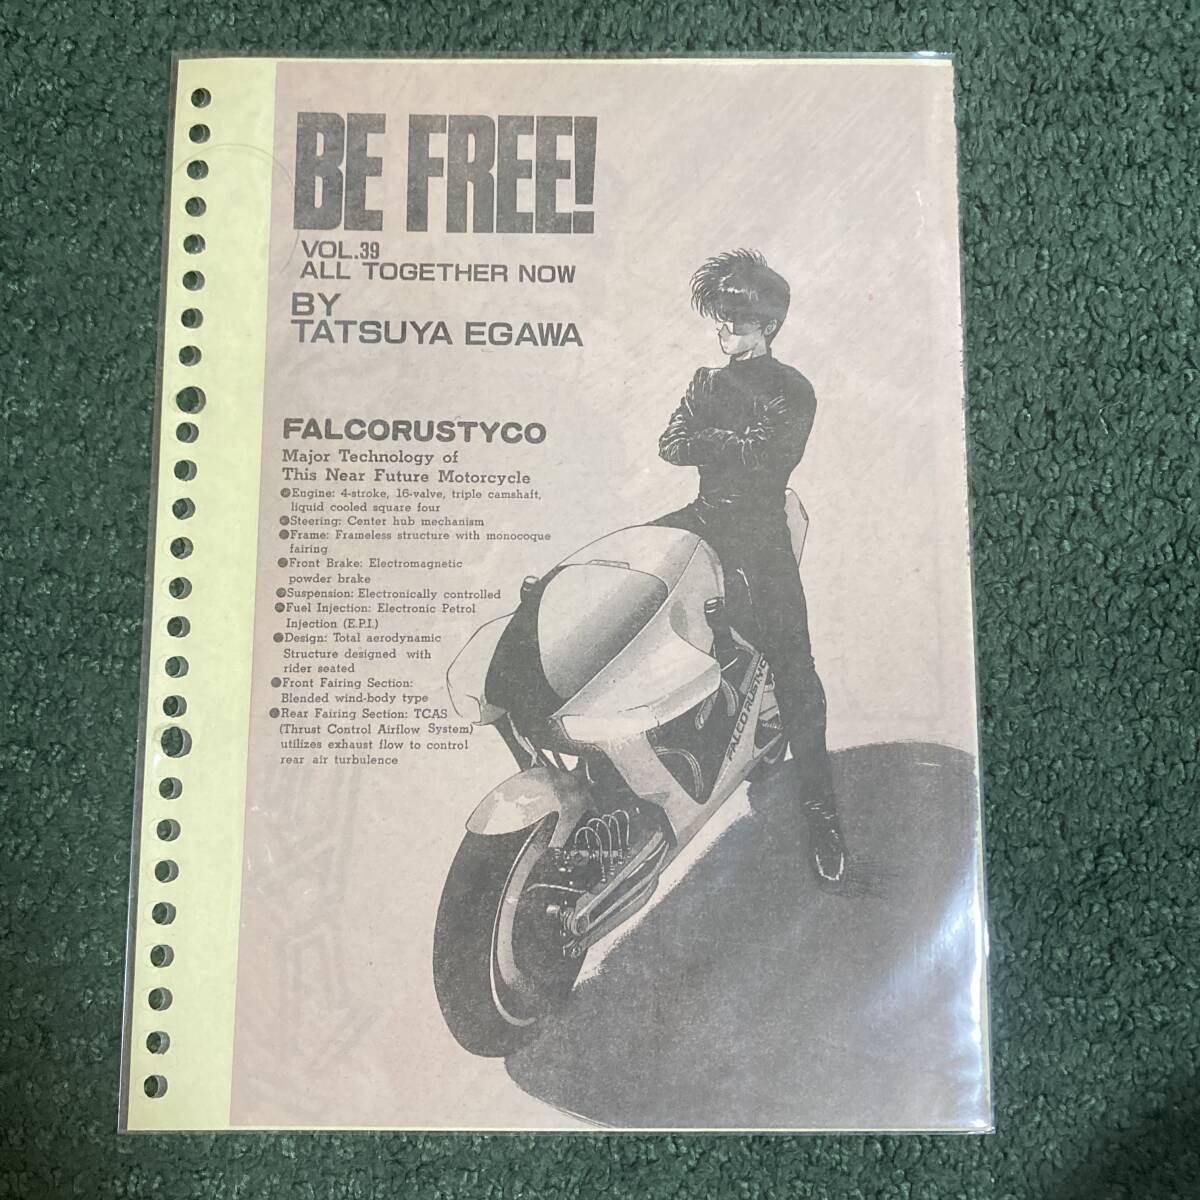 BE FREE!
VOL.39
ALL TOGETHER NOW
BY
TATSUYA EGAWA
FALCORUSTYCO
Major Technology of
This Near Future Motorcycle
●Engine: 4-stroke, 16-valve, triple camshaft,
liquid cooled square four
●Steering: Center hub mechanism
●Frame: Frameless structure with monocoque
fairing
●Front Brake: Electromagnetic
powder brake
●Suspension: Electronically controlled
●Fuel Injection: Electronic Petrol
Injection (E.P.I.)
●Design: Total aerodynamic
Structure designed with
rider seated
●Front Fairing Section:
Blended wind-body type
●Rear Fairing Section: TCAS
(Thrust Control Airflow System)
utilizes exhaust flow to control
rear air turbulence
FALCO RUSTYCO